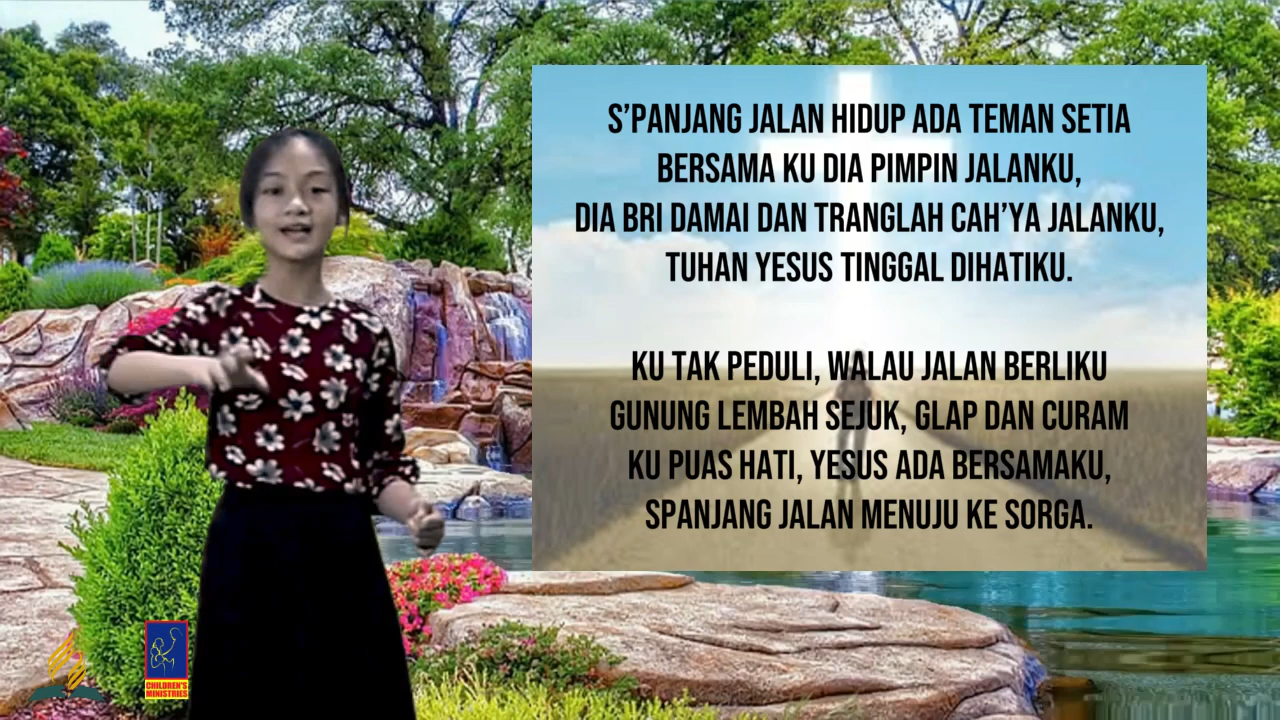 S'PANJANG JALAN HIDUP ADA TEMAN SETIA
BERSAMA KU DIA PIMPIN JALANKU,
DIA BRI DAMAI DAN TRANGLAH CAH'YA JALANKU,
TUHAN YESUS TINGGAL DIHATIKU.
KU TAK PEDULI, WALAU JALAN BERLIKU
GUNUNG LEMBAH SEJUK, GLAP DAN CURAM
KU PUAS HATI, YESUS ADA BERSAMAKU,
SPANJANG JALAN MENUJU KE SORGA.
CHILDREN'S
MINISTRIES